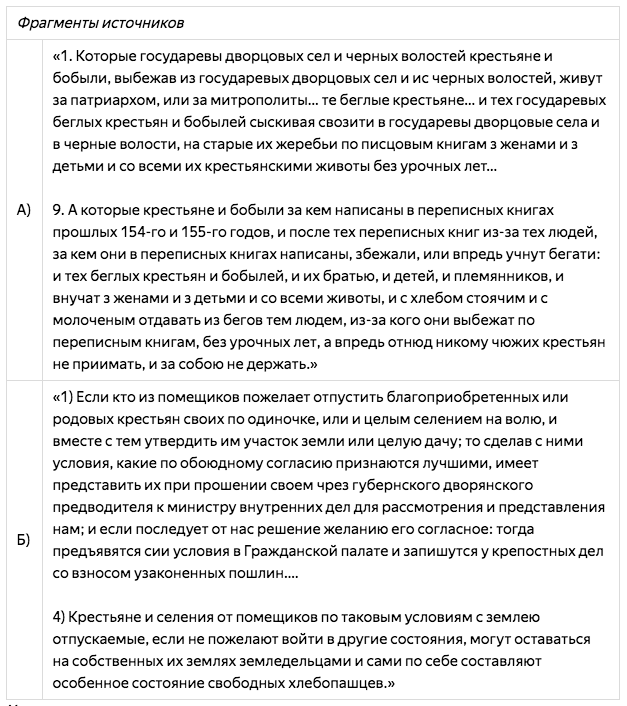 Фрагменты источников
«1. Которые государевы дворцовых сел и черных волостей крестьяне и
бобыли, выбежав из государевых дворцовых сел и ис черных волостей, живут
за патриархом, или за митрополиты... те беглые крестьяне... и тех государевых
беглых крестьян и бобылей сыскивая свозити в государевы дворцовые села и
в черные волости, на старые их жеребьи по писцовым книгам з женами и з
детьми и со всеми их крестьянскими животы без урочных лет...
А)
9. А которые крестьяне и бобыли за кем написаны в переписных книгах
прошлых 154-го и 155-го годов, и после тех переписных книг из-за тех людей,
за кем они в переписных книгах написаны, збежали, или впредь учнут бегати:
и тех беглых крестьян и бобылей, и их братью, и детей, и племянников, и
внучат з женами и з детьми и со всеми животы, и с хлебом стоячим и с
молоченым отдавать из бегов тем людем, из-за кого они выбежат по
переписным книгам, без урочных лет, а впредь отнюд никому чюжих крестьян
не приимать, и за собою не держать.»
«1) Если кто из помещиков пожелает отпустить благоприобретенных или
родовых крестьян своих по одиночке, или и целым селением на волю, и
вместе с тем утвердить им участок земли или целую дачу; то сделав с ними
условия, какие по обоюдному согласию признаются лучшими, имеет
представить их при прошении своем чрез губернского дворянского
предводителя к министру внутренних дел для рассмотрения и представления
нам; и если последует от нас решение желанию его согласное: тогда
Б)
предъявятся сии условия в Гражданской палате и запишутся у крепостных дел
со взносом узаконенных пошлин....
4) Крестьяне и селения от помещиков по таковым условиям с землею
отпускаемые, если не пожелают войти в другие состояния, могут оставаться
на собственных их землях земледельцами и сами по себе составляют
особенное состояние свободных хлебопашцев.»